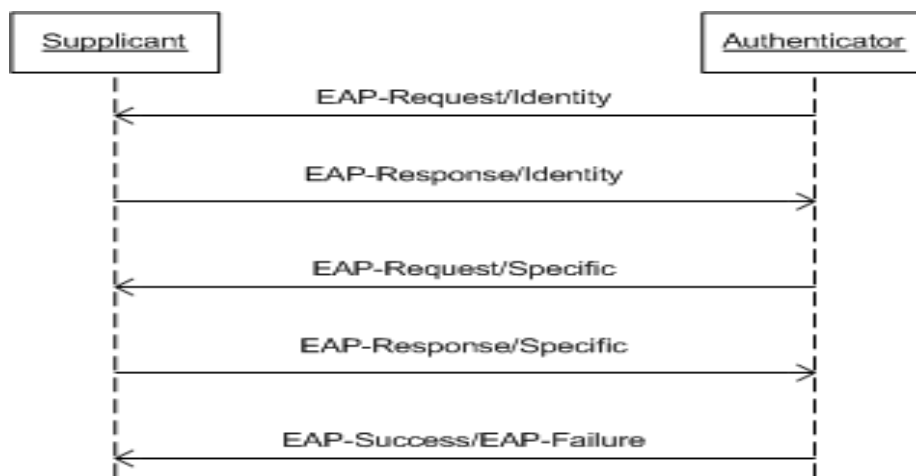 Supplicant
Authenticator
EAP-Request/Identity
EAP-Response/Identity
EAP-Request/Specific
EAP-Response/Specific
EAP-Success/EAP-Failure